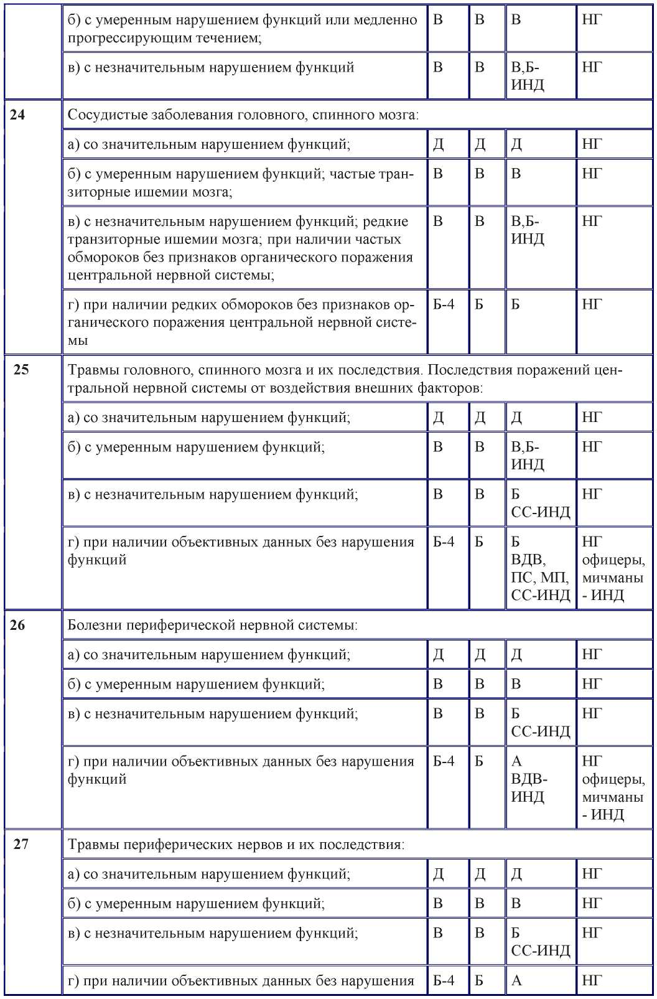 б) с умеренным нарушением функций или медленно В В В НГ
прогрессирующим течением;
в) с незначительным нарушением функций В В В,Б- НГ
ИНД
24 Сосудистые заболевания головного, спинного мозга:
а) со значительным нарушением функций; Д Д Д НГ
б) с умеренным нарушением функций; частые тран- В В В НГ
зиторные ишемии мозга;
в) с незначительным нарушением функций; редкие В В В,Б- НГ
транзиторные ишемии мозга; при наличии частых ИНД
обмороков без признаков органического поражения
центральной нервной системы;
г) при наличии редких обмороков без признаков ор- Б-4 Б Б НГ
ганического поражения центральной нервной систе-
мы
25 Травмы головного, спинного мозга и их последствия. Последствия поражений цен-
тральной нервной системы от воздействия внешних факторов:
а) со значительным нарушением функций; Д Д Д НГ
б) с умеренным нарушением функций; В В В,Б- НГ
ИНД
в) с незначительным нарушением функций; В В Б НГ
СС-ИНД
г) при наличии объективных данных без нарушения Б-4 Б Б НГ
функций ВДВ, офицеры,
ПС, МП, мичманы
СС-ИНД - ИНД
26 Болезни периферической нервной системы:
а) со значительным нарушением функций; Д Д Д НГ
б) с умеренным нарушением функций; В В В НГ
в) с незначительным нарушением функций; В В Б НГ
СС-ИНД
г) при наличии объективных данных без нарушения Б-4 Б А НГ
функций ВДВ- офицеры,
ИНД мичманы
- ИНД
27 Травмы периферических нервов и их последствия:
а) со значительным нарушением функций; Д Д Д НГ
б) с умеренным нарушением функций; В В В НГ
в) с незначительным нарушением функций; В В Б НГ
СС-ИНД
г) при наличии объективных данных без нарушения Б-4 Б А НГ